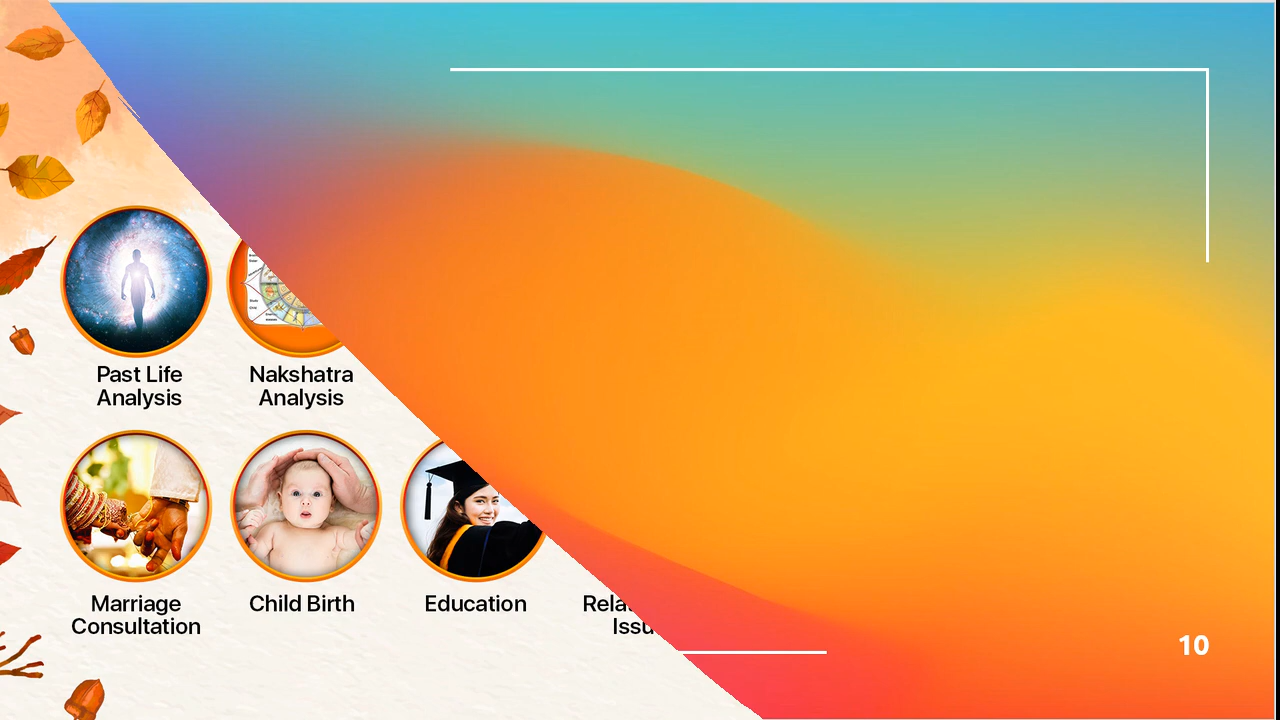 Past Life
Analysis
Nakshatra
Analysis
Marriage
Consultation
Child Birth
Education
10